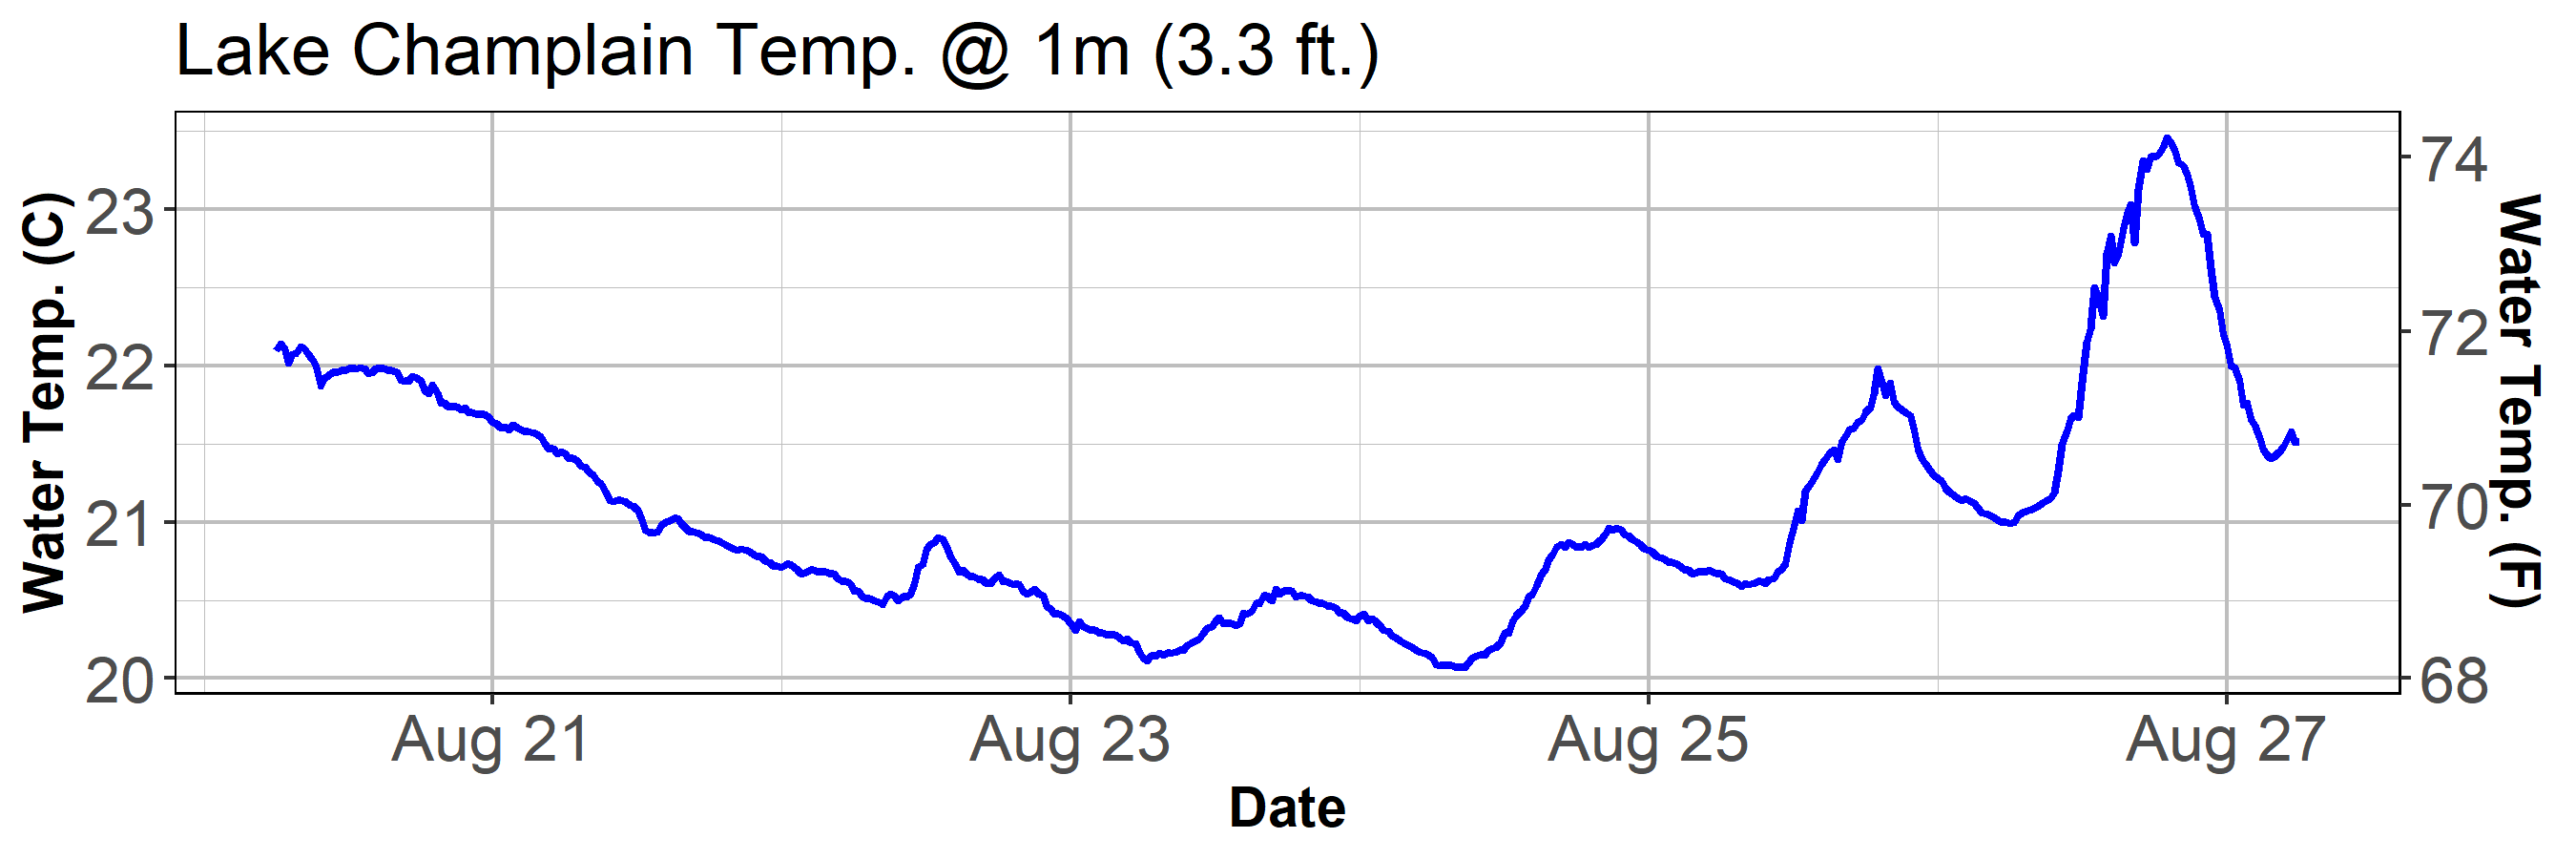 Lake Champlain Temp. @ 1m (3.3 ft.)
Water Temp. (C)
23
22
21
20
74
72
70
68
Water Temp. (F)
Aug 21
Aug 23
Aug 25
Aug 27
Date